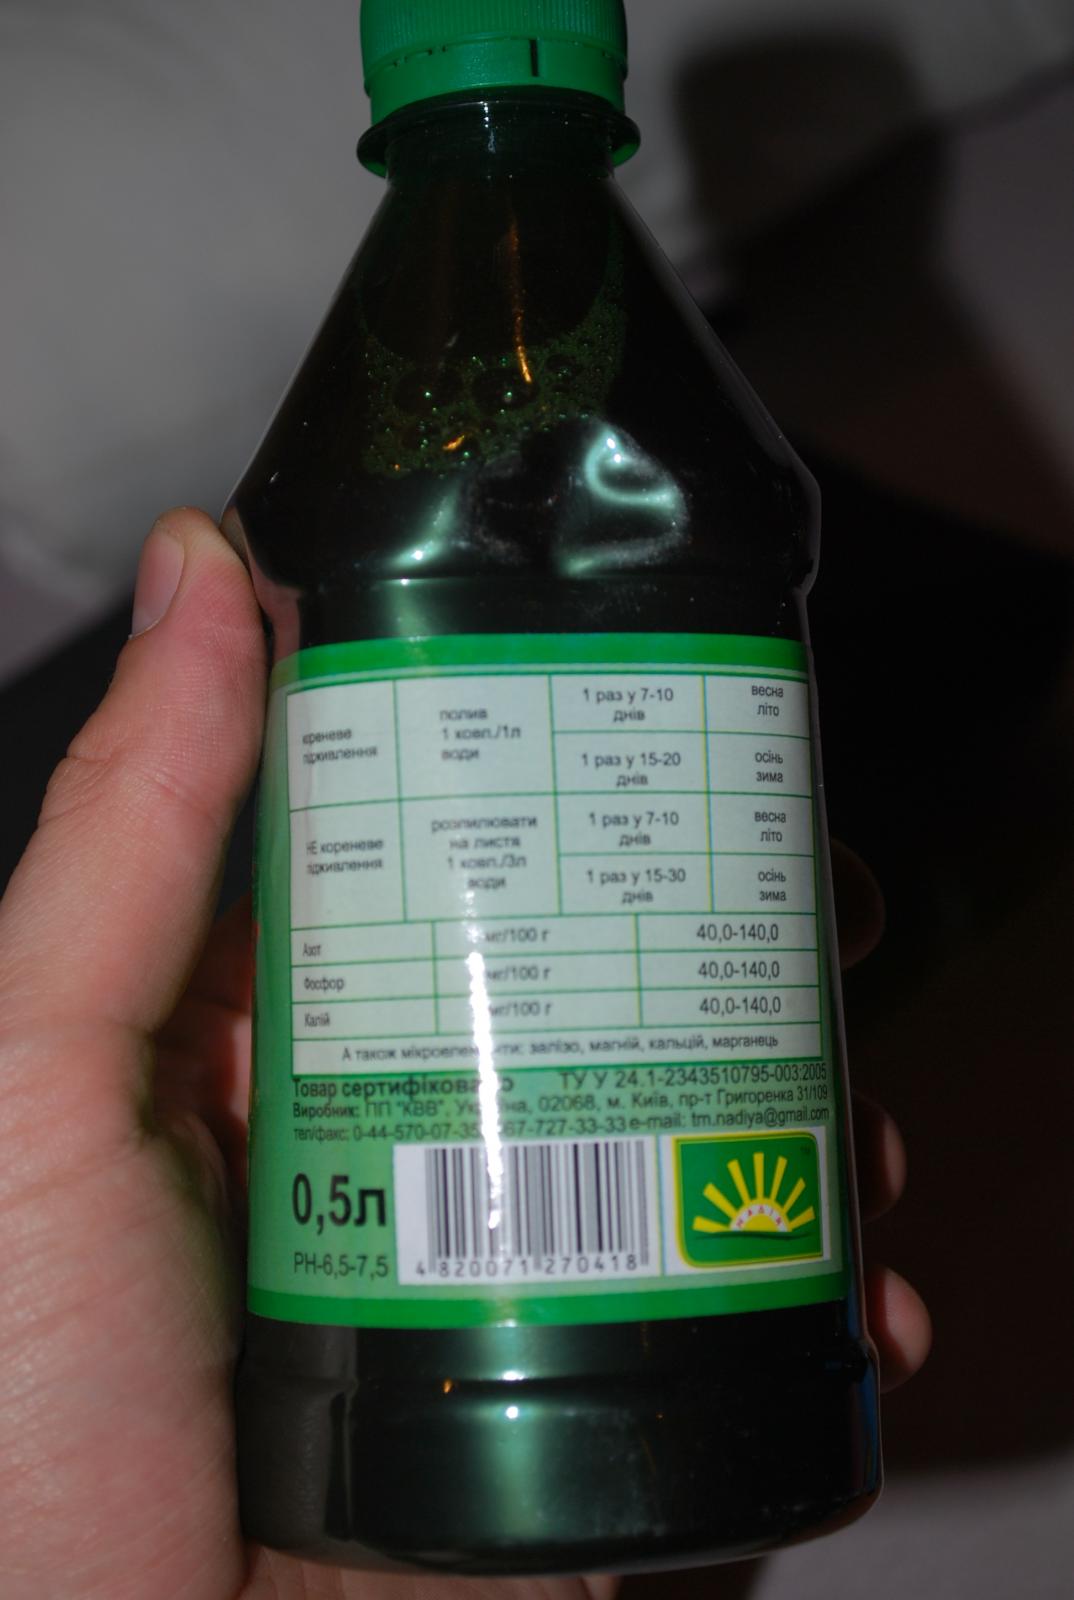 кореневе
підживлення
полив
1 ковп./1л
води
1 раз у 7-10
днів
весна
літо
1 раз у 15-20
днів
осінь
зима
НЕ кореневе
підживлення
розпилювати
на листя
1 ковп./3л
води
1 раз у 7-10
днів
весна
літо
1 раз у 15-30
днів
осінь
зима
Азот мг/100 г 40,0-140,0
Фосфор мг/100 г 40,0-140,0
Калій мг/100 г 40,0-140,0
А також мікроелементи: залізо, магній, кальцій, марганець
Товар сертифіковано ТУ У 24.1-2343510795-003:2005
Виробник: ПП "КВВ", Україна, 02068, м. Київ, пр-т Григоренка 31/109
тел/факс: 0-44-570-07-35 67-727-33-33 e-mail: tm.nadiya@gmail.com
0,5л
РН-6,5-7,5
4 820071 270418
НАДІЯ
TM